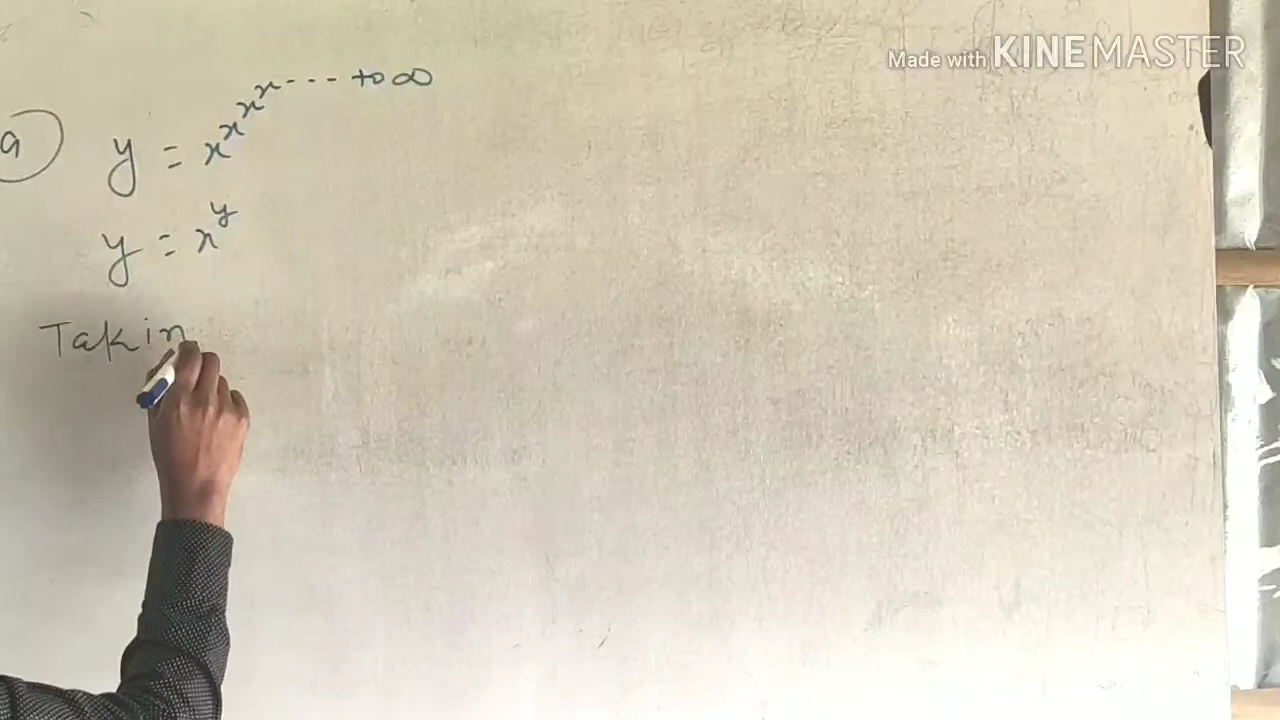 Made with KINEMASTER
9 y = x^x^x^x^x.... to ∞
y = x^y
Takin